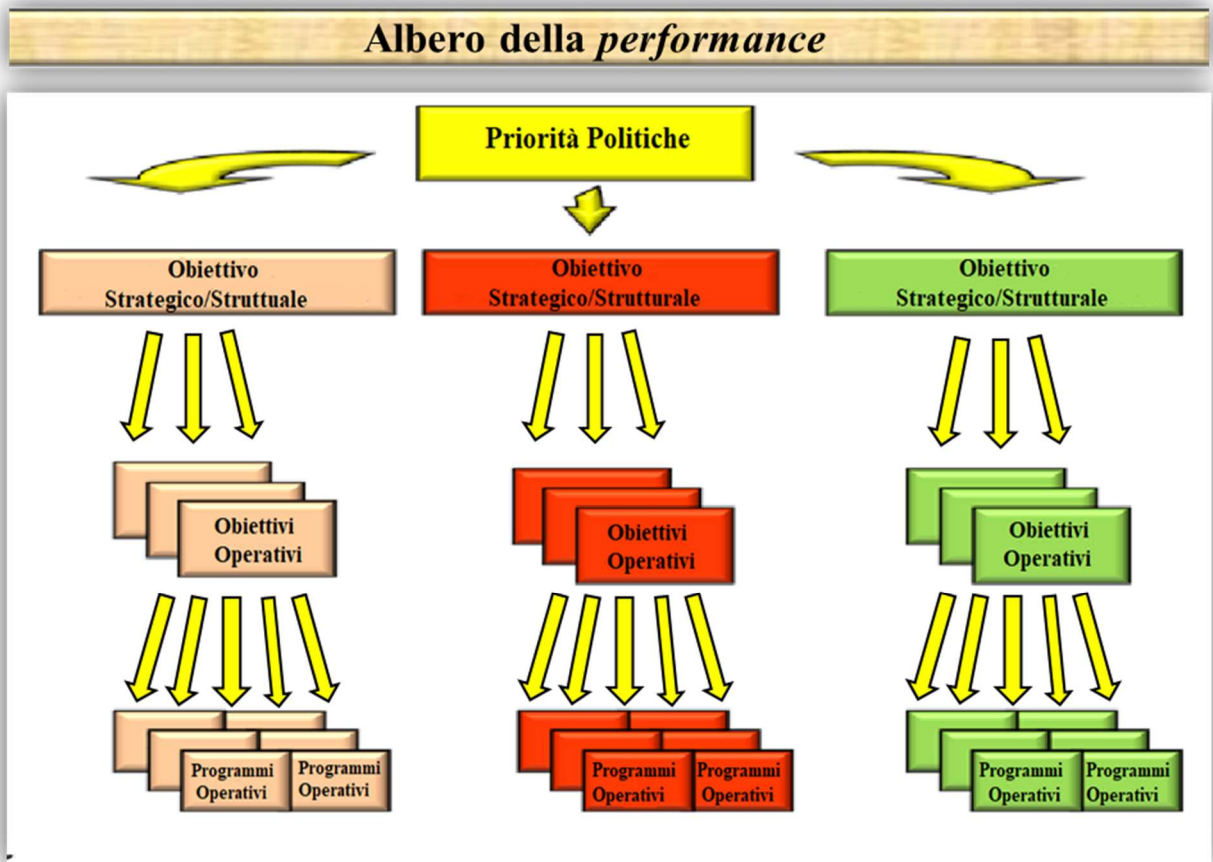 Albero della performance
Priorità Politiche
Obiettivo
Strategico/Struttuale
Obiettivo
Strategico/Strutturale
Obiettivo
Strategico/Strutturale
Obiettivi
Operativi
Obiettivi
Operativi
Obiettivi
Operativi
Programmi
Operativi
Programmi
Operativi
Programmi
Operativi
Programmi
Operativi
Programmi
Operativi
Programmi
Operativi